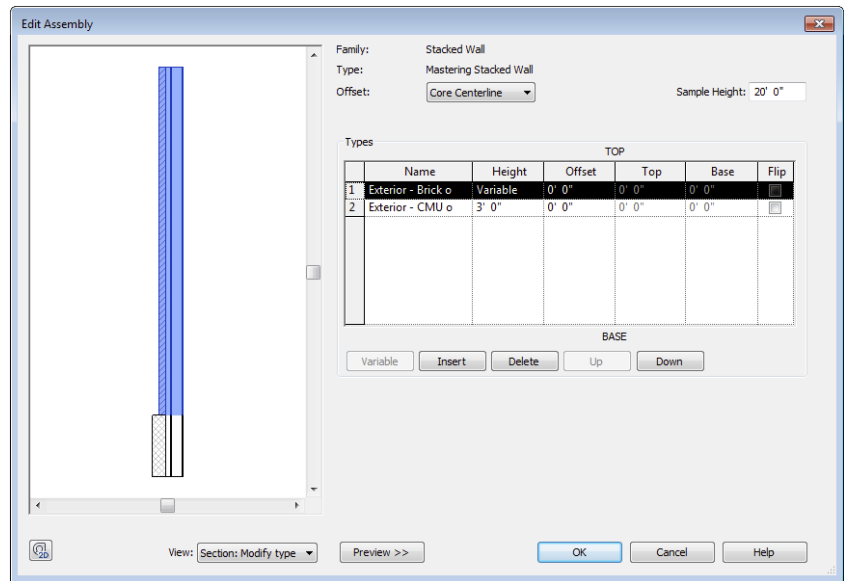 Edit Assembly
Family: Stacked Wall
Type: Mastering Stacked Wall
Offset: Core Centerline Sample Height: 20' 0"
Types
TOP
Name Height Offset Top Base Flip
1 Exterior - Brick o Variable 0' 0" 0' 0" 0' 0"
2 Exterior - CMU o 3' 0" 0' 0" 0' 0" 0' 0"
BASE
Variable Insert Delete Up Down
2D View: Section: Modify type Preview >> OK Cancel Help